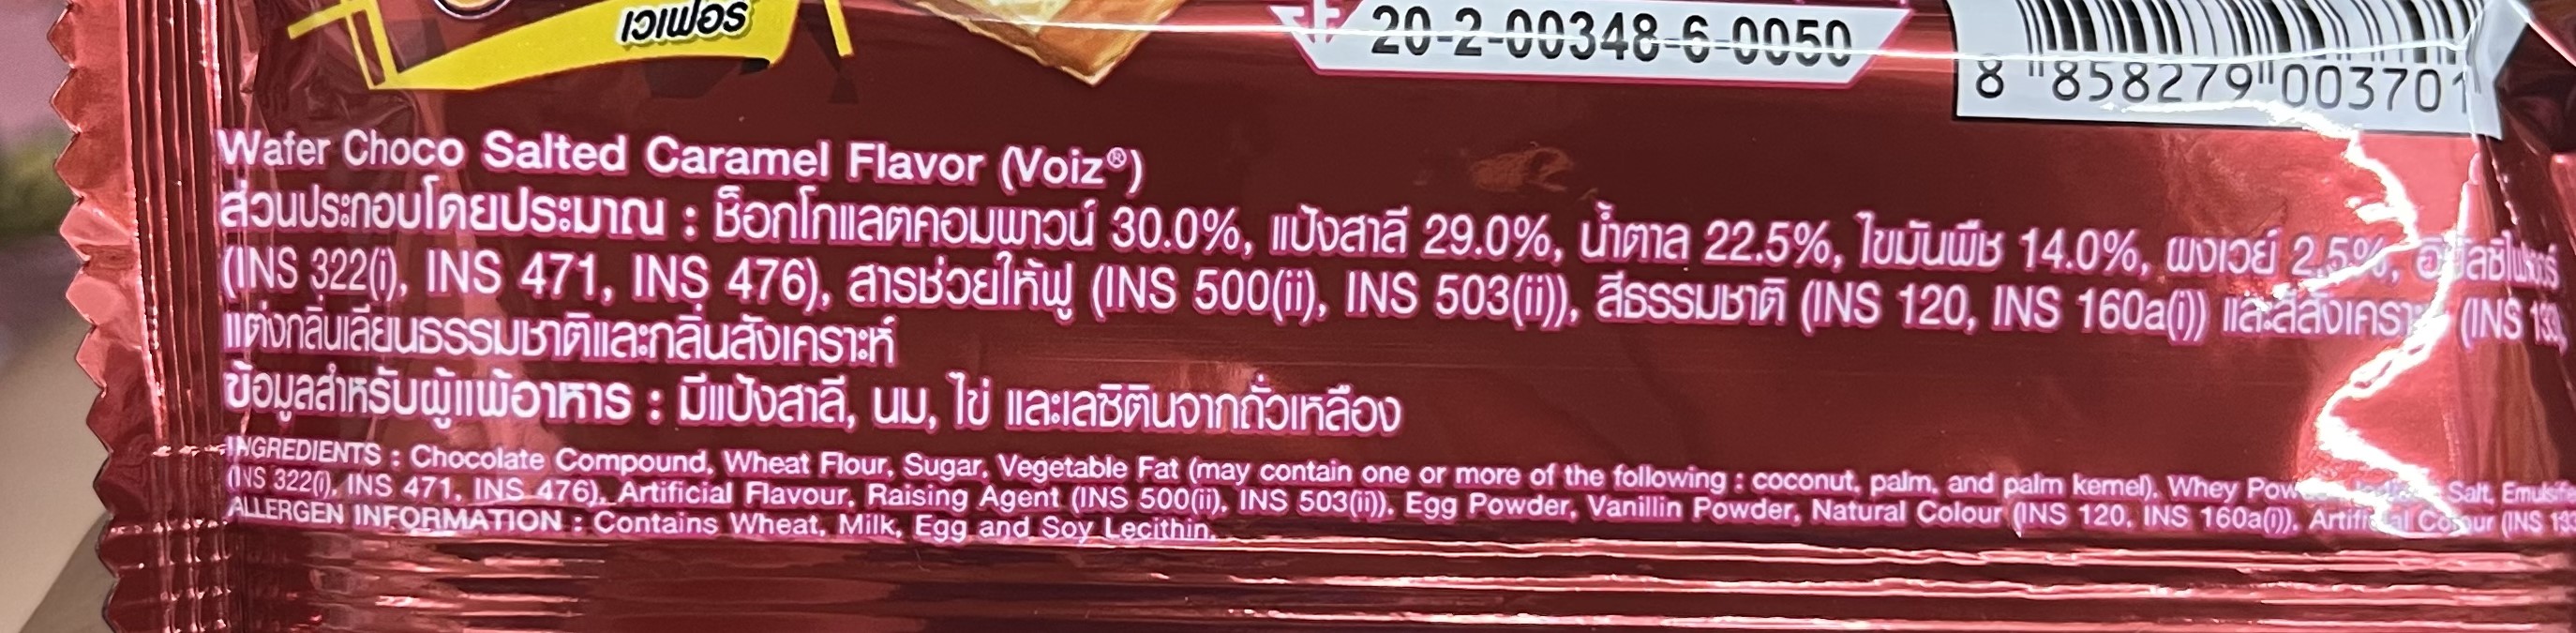 เวเฟอร์
20-2-00348-6-0050
8 858279 003701
Wafer Choco Salted Caramel Flavor (Voiz®)
ส่วนประกอบโดยประมาณ : ช็อกโกแลตคอมพาวน์ 30.0%, แป้งสาลี 29.0%, น้ำตาล 22.5%, ไขมันพืช 14.0%, ผงเวย์ 2.5%,
(INS 322(i), INS 471, INS 476), สารช่วยให้ฟู (INS 500(ii), INS 503(ii)), สีธรรมชาติ (INS 120, INS 160a(i)) (INS
แต่งกลิ่นเลียนธรรมชาติและกลิ่นสังเคราะห์
ข้อมูลสำหรับผู้แพ้อาหาร : มีแป้งสาลี, นม, ไข่ และเลซิตินจากถั่วเหลือง
INGREDIENTS : Chocolate Compound, Wheat Flour, Sugar, Vegetable Fat (may contain one or more of the following : coconut, palm, and palm kernel), Whey Salt,
(INS 322(i), INS 471, INS 476), Artificial Flavour, Raising Agent (INS 500(ii), INS 503(ii)), Egg Powder, Vanillin Powder, Natural Colour (INS 120, INS 160a(i)), Artificial Colour (INS
ALLERGEN INFORMATION : Contains Wheat, Milk, Egg and Soy Lecithin.